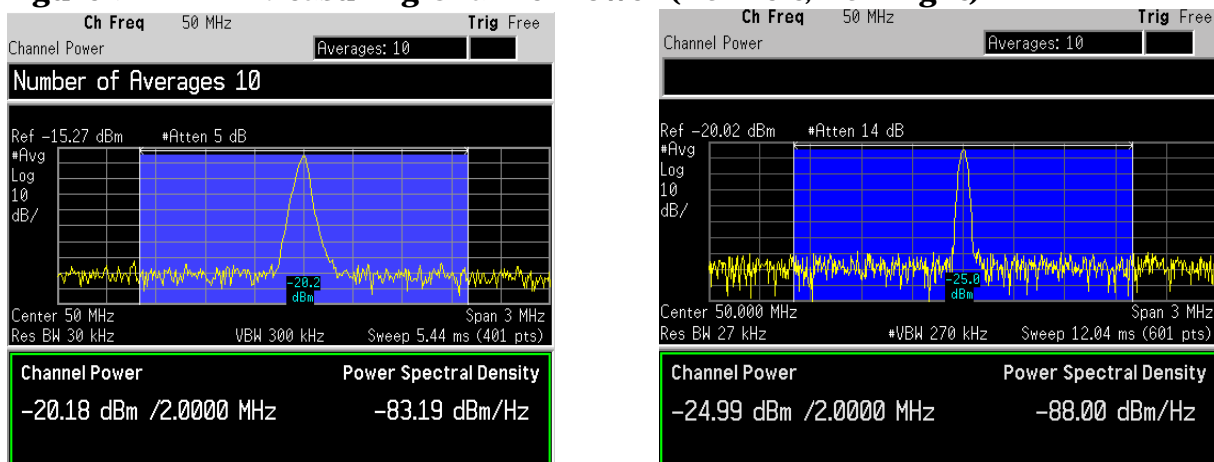 Ch Freq 50 MHz Trig Free
Channel Power Averages: 10
Number of Averages 10
Ref -15.27 dBm #Atten 5 dB
#Avg
Log
10
dB/
-20.2
dBm
Center 50 MHz Span 3 MHz
Res BW 30 kHz VBW 300 kHz Sweep 5.44 ms (401 pts)
Channel Power Power Spectral Density
-20.18 dBm /2.0000 MHz -83.19 dBm/Hz
Ch Freq 50 MHz Trig Free
Channel Power Averages: 10
Ref -20.02 dBm #Atten 14 dB
#Avg
Log
10
dB/
-25.0
dBm
Center 50.000 MHz Span 3 MHz
Res BW 27 kHz #VBW 270 kHz Sweep 12.04 ms (601 pts)
Channel Power Power Spectral Density
-24.99 dBm /2.0000 MHz -88.00 dBm/Hz